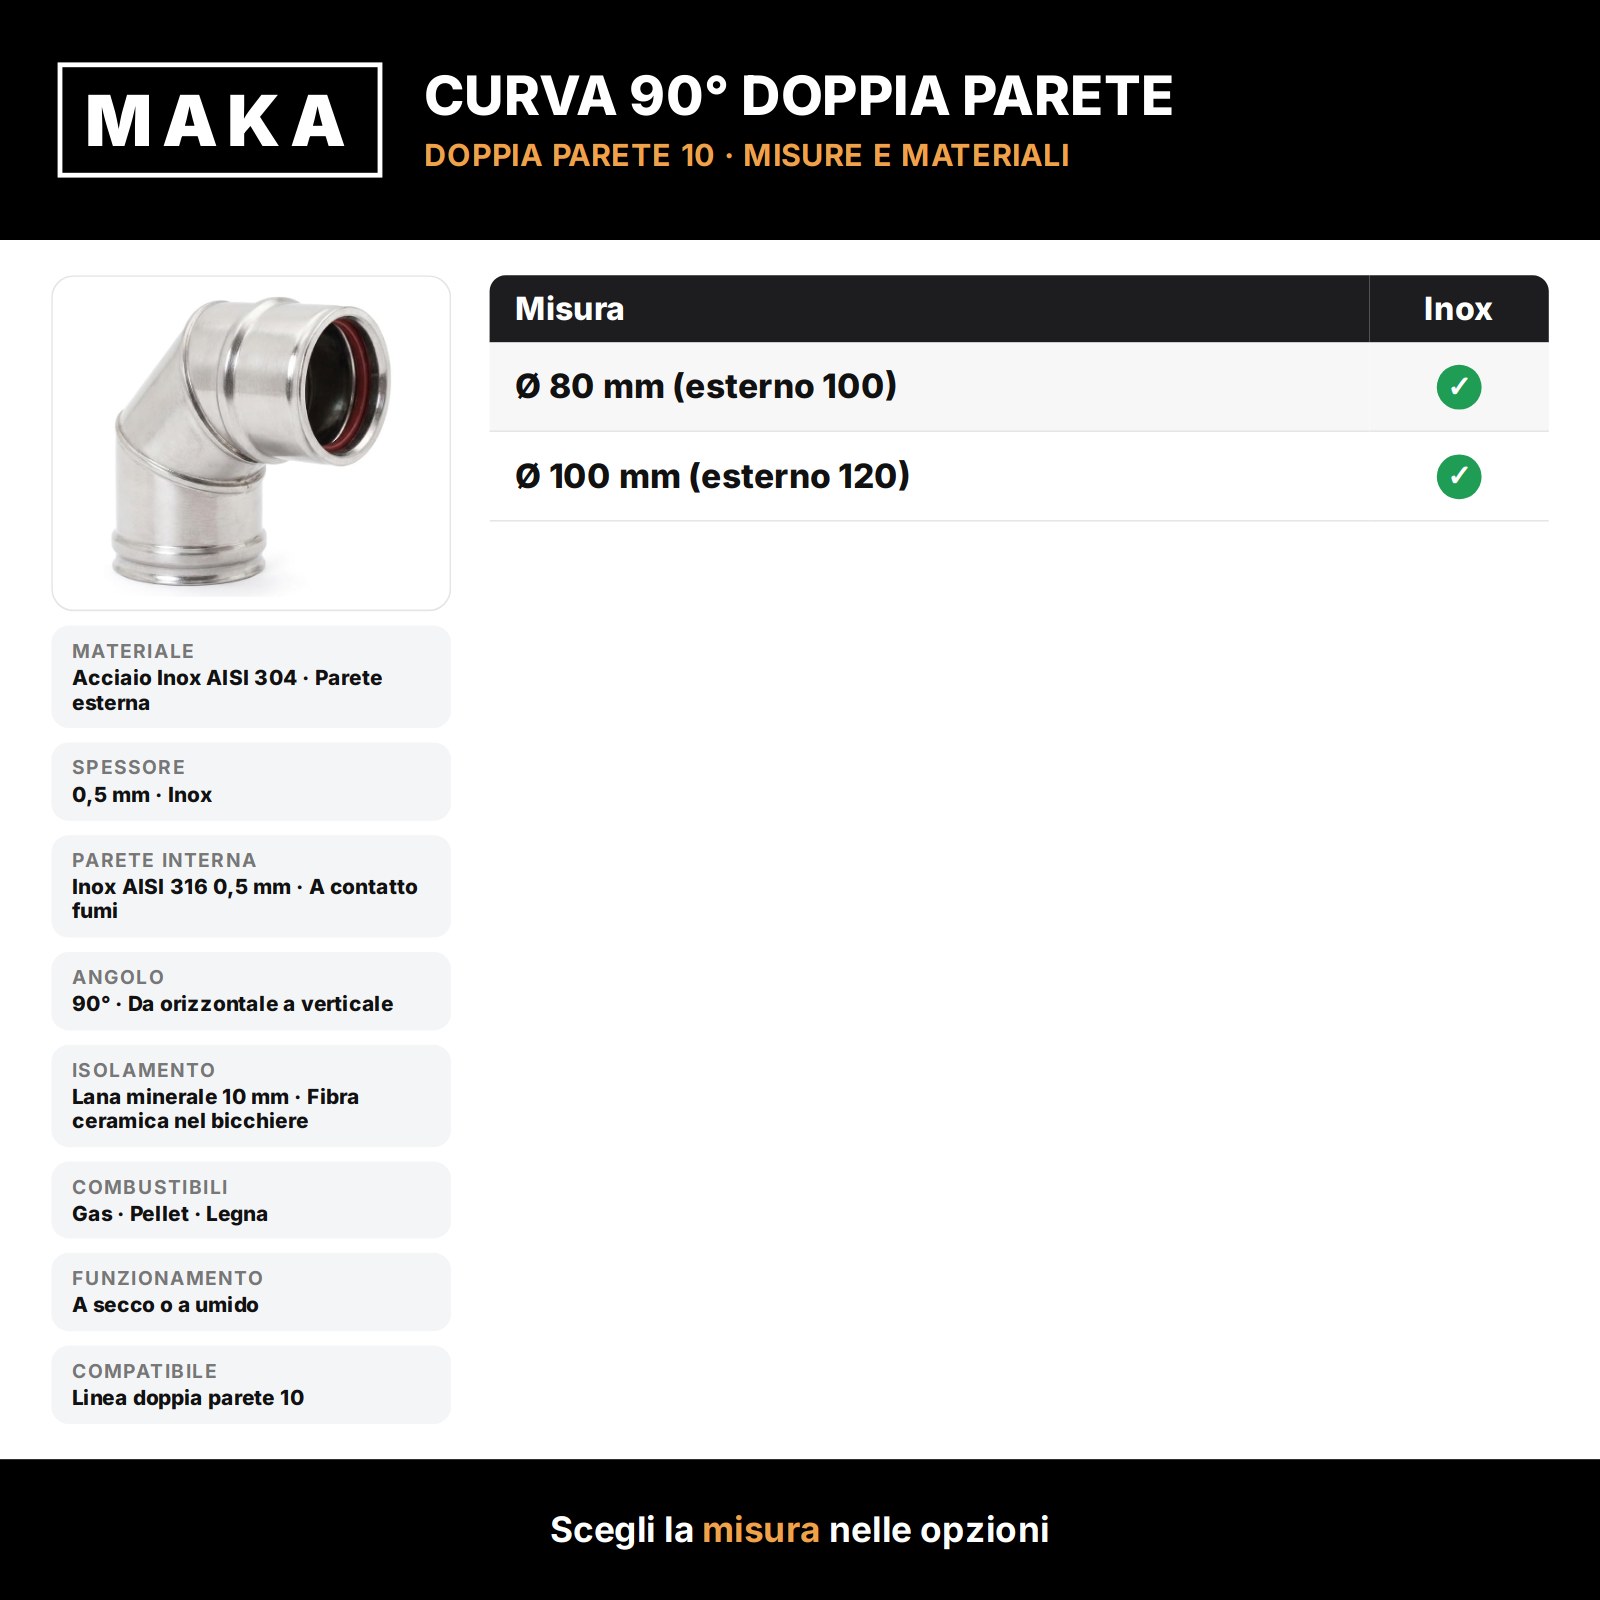 MAKA
CURVA 90° DOPPIA PARETE
DOPPIA PARETE 10 · MISURE E MATERIALI
Misura Inox
Ø 80 mm (esterno 100) ✓
Ø 100 mm (esterno 120) ✓
MATERIALE
Acciaio Inox AISI 304 · Parete
esterna
SPESSORE
0,5 mm · Inox
PARETE INTERNA
Inox AISI 316 0,5 mm · A contatto
fumi
ANGOLO
90° · Da orizzontale a verticale
ISOLAMENTO
Lana minerale 10 mm · Fibra
ceramica nel bicchiere
COMBUSTIBILI
Gas · Pellet · Legna
FUNZIONAMENTO
A secco o a umido
COMPATIBILE
Linea doppia parete 10
Scegli la misura nelle opzioni